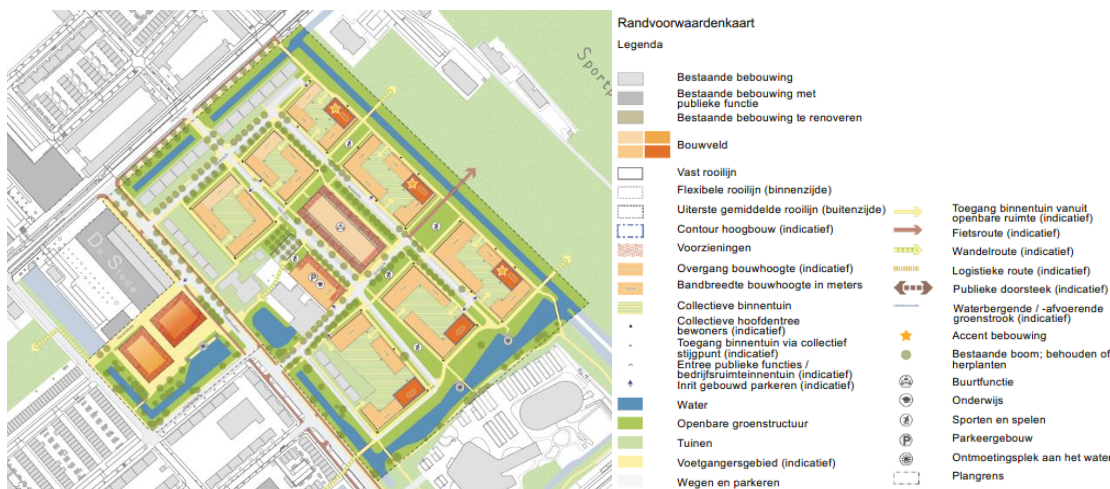 Randvoorwaardenkaart
Legenda
Bestaande bebouwing
Bestaande bebouwing met
publieke functie
Bestaande bebouwing te renoveren
Bouwveld
Vast rooilijn
Flexibele rooilijn (binnenzijde)
Uiterste gemiddelde rooilijn (buitenzijde)
Contour hoogbouw (indicatief)
Voorzieningen
Overgang bouwhoogte (indicatief)
Bandbreedte bouwhoogte in meters
Collectieve binnentuin
Collectieve hoofdentree
bewoners (indicatief)
Toegang binnentuin via collectief
stijgpunt (indicatief)
Entree publieke functies /
bedrijfsruimteinnentuin (indicatief)
Inrit gebouwd parkeren (indicatief)
Water
Openbare groenstructuur
Tuinen
Voetgangersgebied (indicatief)
Wegen en parkeren
Toegang binnentuin vanuit
openbare ruimte (indicatief)
Fietsroute (indicatief)
Wandelroute (indicatief)
Logistieke route (indicatief)
Publieke doorsteek (indicatief)
Waterbergende / -afvoerende
groenstrook (indicatief)
Accent bebouwing
Bestaande boom; behouden of
herplanten
Buurtfunctie
Onderwijs
Sporten en spelen
Parkeergebouw
Ontmoetingsplek aan het water
Plangrens
Sportp
P
P